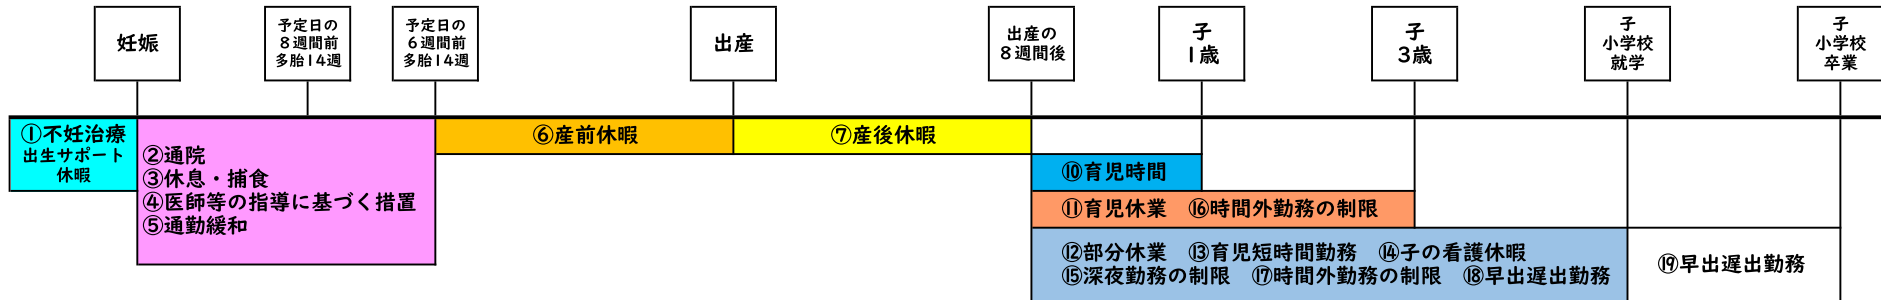 妊娠
予定日の
８週間前
多胎14週
予定日の
６週間前
多胎14週
出産
出産の
８週間後
子
1歳
子
3歳
子
小学校
就学
子
小学校
卒業
①不妊治療
出生サポート
休暇
②通院
③休息・捕食
④医師等の指導に基づく措置
⑤通勤緩和
⑥産前休暇
⑦産後休暇
⑩育児時間
⑪育児休業　⑯時間外勤務の制限
⑫部分休業　⑬育児短時間勤務　⑭子の看護休暇
⑮深夜勤務の制限　⑰時間外勤務の制限　⑱早出遅出勤務
⑲早出遅出勤務